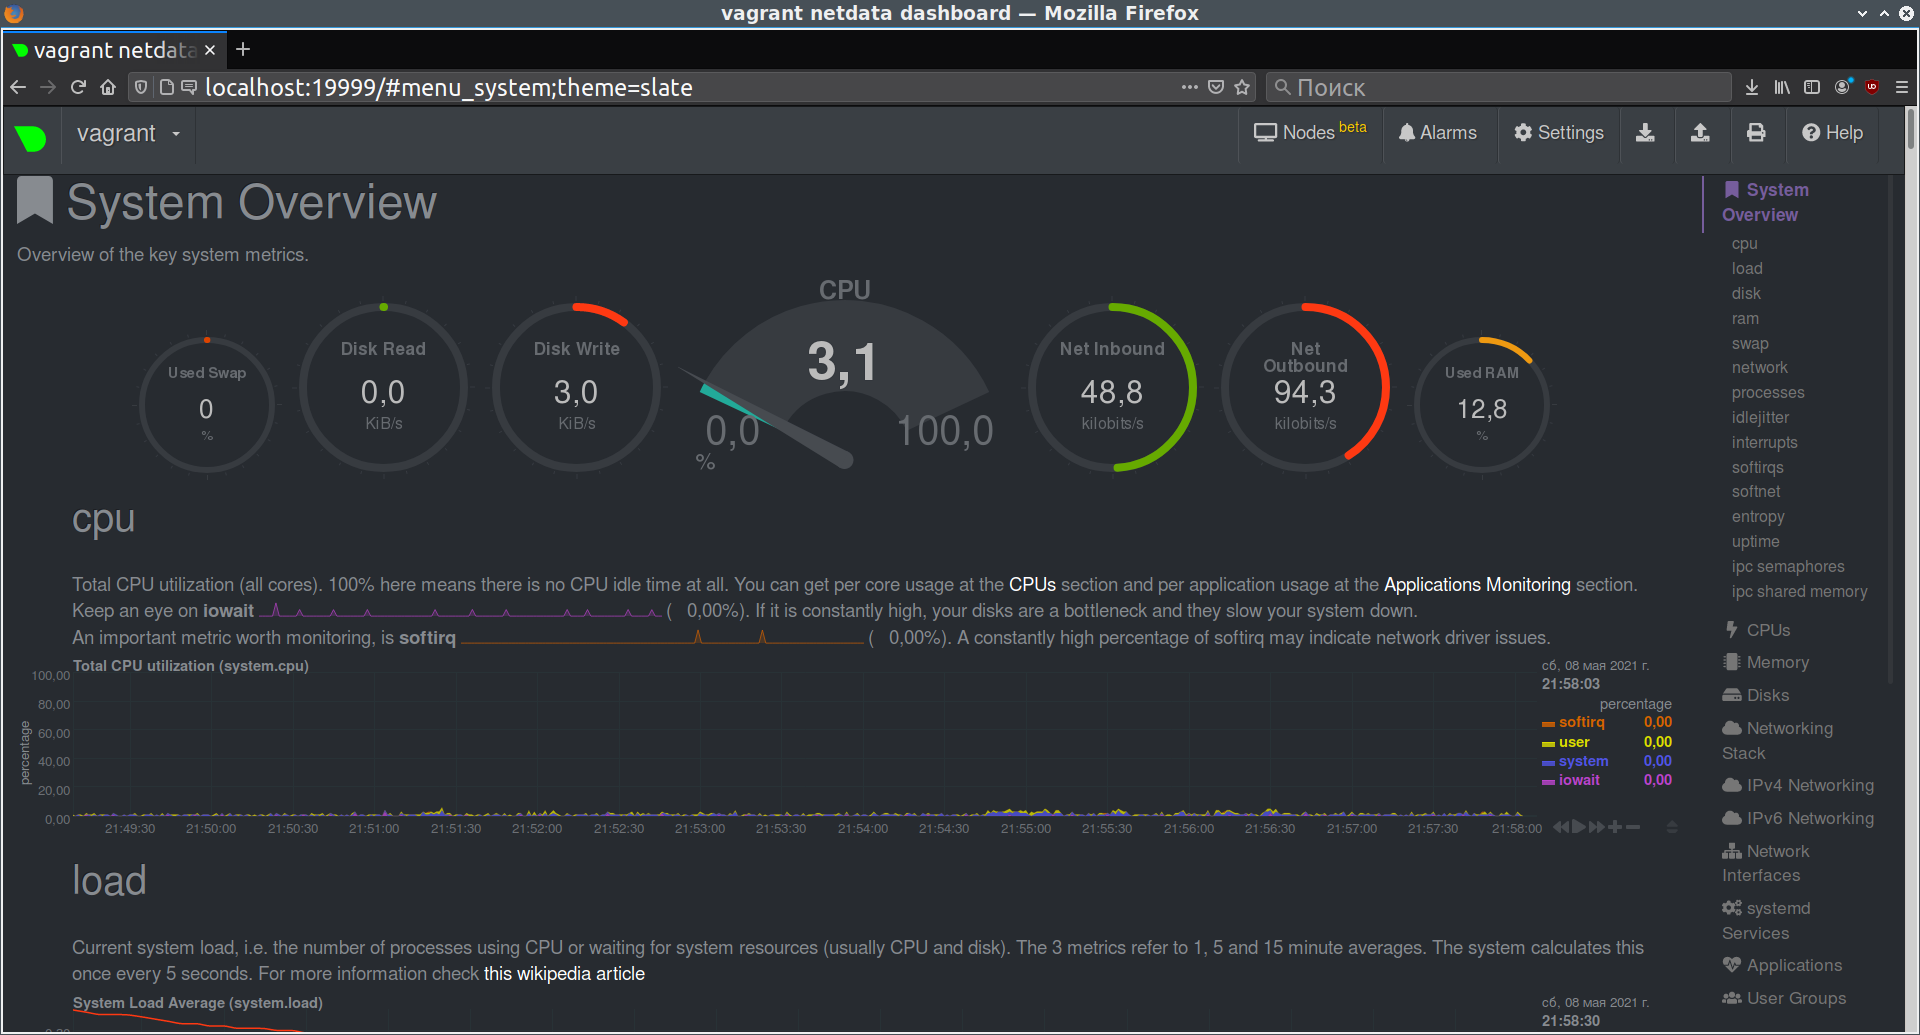 vagrant netdata dashboard — Mozilla Firefox
vagrant netdata
localhost:19999/#menu_system;theme=slate
Поиск
vagrant
Nodes beta
Alarms
Settings
Help
System Overview
Overview of the key system metrics.
Used Swap
0
%
Disk Read
0,0
KiB/s
Disk Write
3,0
KiB/s
CPU
3,1
0,0
100,0
%
Net Inbound
48,8
kilobits/s
Net
Outbound
94,3
kilobits/s
Used RAM
12,8
%
cpu
Total CPU utilization (all cores). 100% here means there is no CPU idle time at all. You can get per core usage at the CPUs section and per application usage at the Applications Monitoring section.
Keep an eye on iowait ( 0,00%). If it is constantly high, your disks are a bottleneck and they slow your system down.
An important metric worth monitoring, is softirq ( 0,00%). A constantly high percentage of softirq may indicate network driver issues.
Total CPU utilization (system.cpu)
percentage
100,00
80,00
60,00
40,00
20,00
0,00
21:49:30 21:50:00 21:50:30 21:51:00 21:51:30 21:52:00 21:52:30 21:53:00 21:53:30 21:54:00 21:54:30 21:55:00 21:55:30 21:56:00 21:56:30 21:57:00 21:57:30 21:58:00
сб, 08 мая 2021 г.
21:58:03
percentage
softirq 0,00
user 0,00
system 0,00
iowait 0,00
load
Current system load, i.e. the number of processes using CPU or waiting for system resources (usually CPU and disk). The 3 metrics refer to 1, 5 and 15 minute averages. The system calculates this
once every 5 seconds. For more information check this wikipedia article
System Load Average (system.load)
сб, 08 мая 2021 г.
21:58:30
System
Overview
cpu
load
disk
ram
swap
network
processes
idlejitter
interrupts
softirqs
softnet
entropy
uptime
ipc semaphores
ipc shared memory
CPUs
Memory
Disks
Networking
Stack
IPv4 Networking
IPv6 Networking
Network
Interfaces
systemd
Services
Applications
User Groups